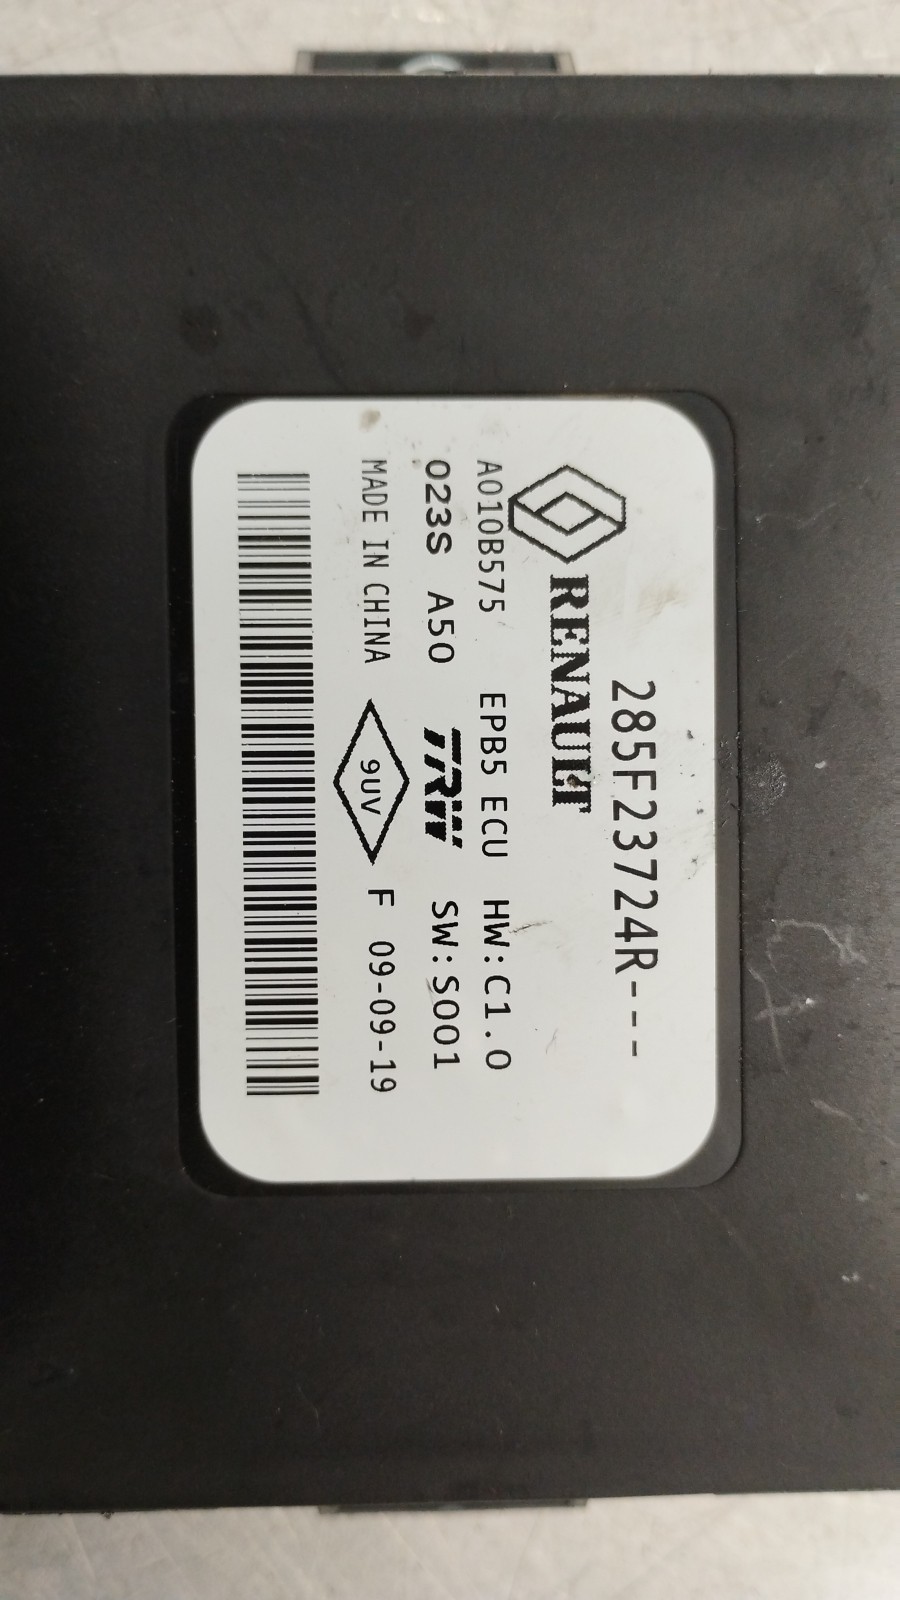 285F23724R---
RENAULT
A010B575 EPB5 ECU HW:C1.0
023S A50 TRW SW:S001
MADE IN CHINA 9UV F 09-09-19